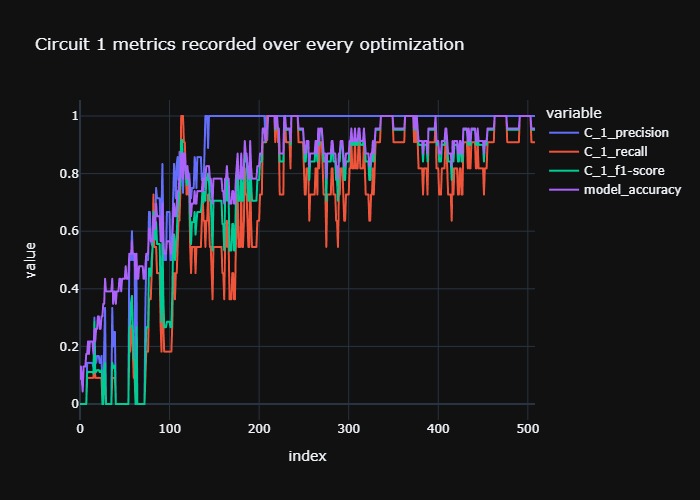 Circuit 1 metrics recorded over every optimization
variable
C_1_precision
C_1_recall
C_1_f1-score
model_accuracy
value
1
0.8
0.6
0.4
0.2
0
0 100 200 300 400 500
index